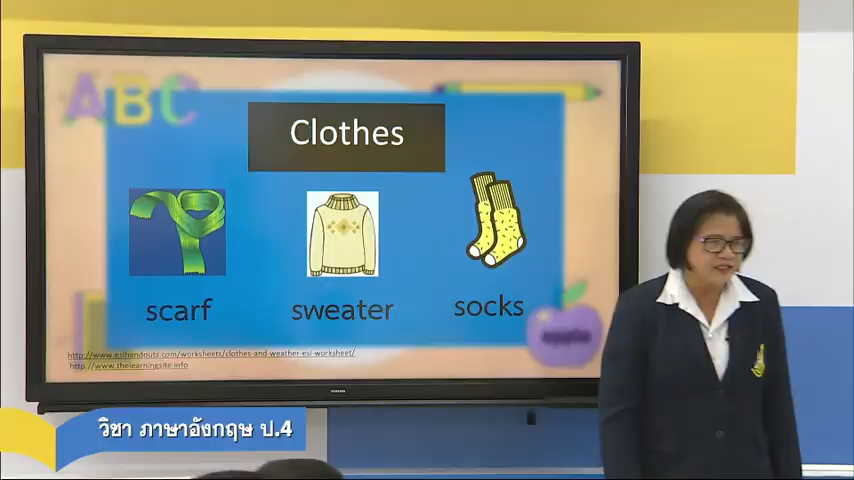 ABC
Clothes
scarf
sweater
socks
http://www.eslhandouts.com/worksheets/clothes-and-weather-esl-worksheet/
http://www.thelearningsite.info
วิชา ภาษาอังกฤษ ป.4